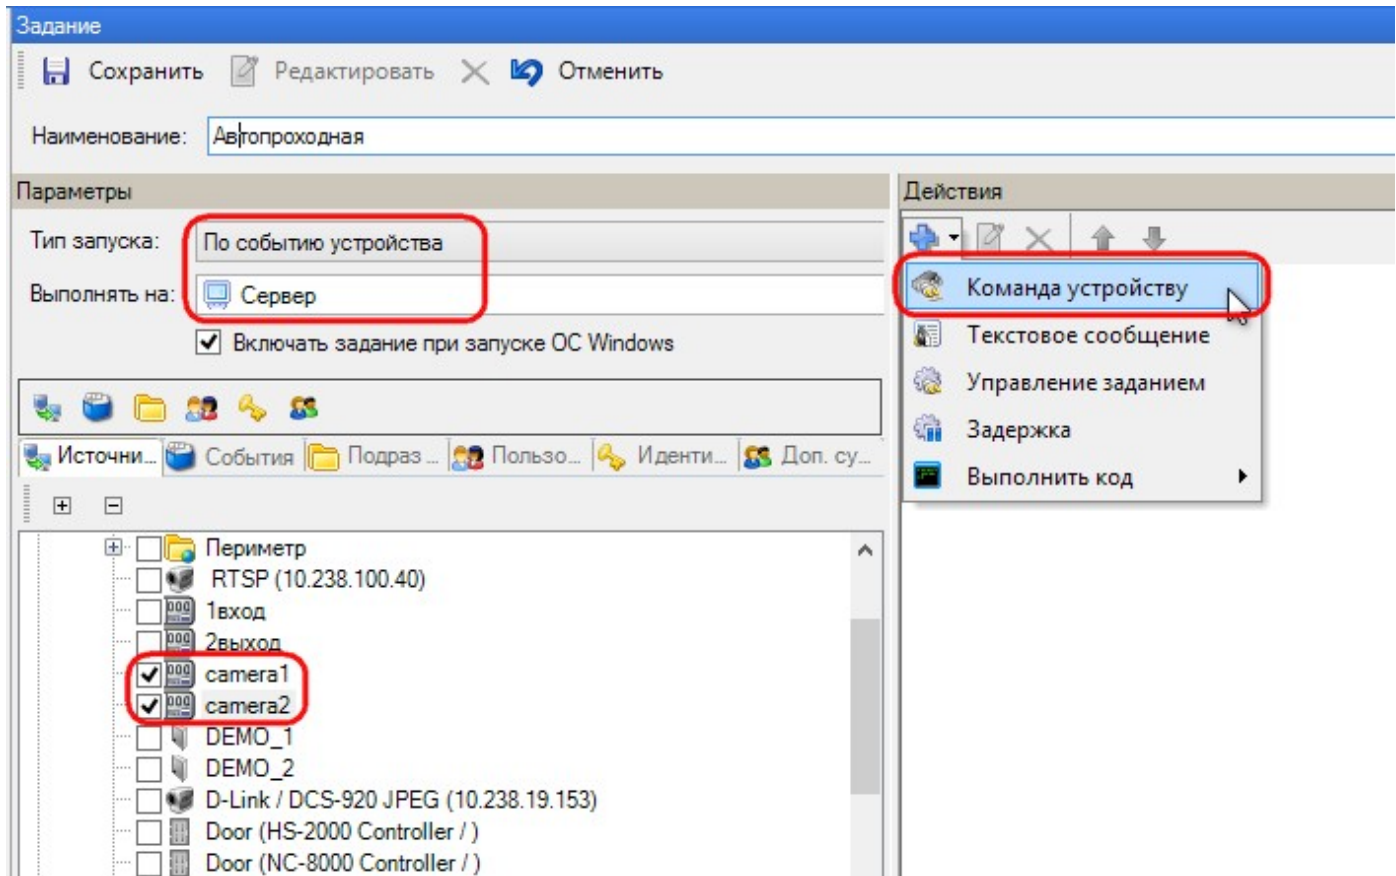 Задание
Сохранить Редактировать Отменить
Наименование: Автопроходная
Параметры
Тип запуска: По событию устройства
Выполнять на: Сервер
Включать задание при запуске ОС Windows
Источни... События Подраз ... Пользо... Иденти... Доп. су...
Периметр
RTSP (10.238.100.40)
1вход
2выход
camera1
camera2
DEMO_1
DEMO_2
D-Link / DCS-920 JPEG (10.238.19.153)
Door (HS-2000 Controller / )
Door (NC-8000 Controller / )
Действия
Команда устройству
Текстовое сообщение
Управление заданием
Задержка
Выполнить код